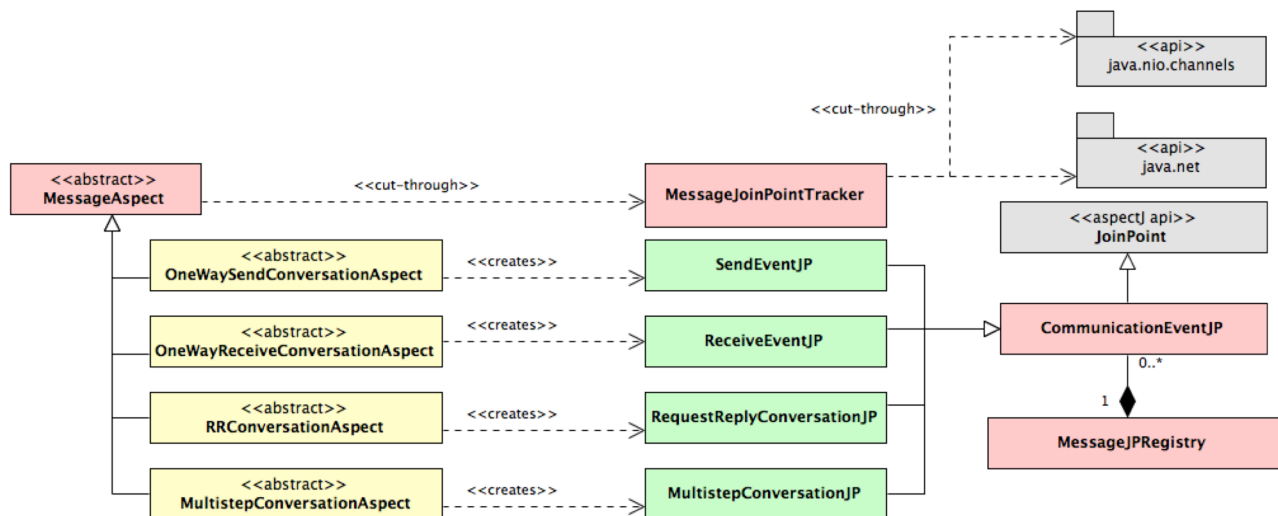 <<api>>
java.nio.channels
<<cut-through>>
<<api>>
java.net
<<abstract>>
MessageAspect
<<cut-through>>
MessageJoinPointTracker
<<aspectJ api>>
JoinPoint
<<abstract>>
OneWaySendConversationAspect
<<creates>>
SendEventJP
<<abstract>>
OneWayReceiveConversationAspect
<<creates>>
ReceiveEventJP
CommunicationEventJP
0..*
<<abstract>>
RRConversationAspect
<<creates>>
RequestReplyConversationJP
1
MessageJPRegistry
<<abstract>>
MultistepConversationAspect
<<creates>>
MultistepConversationJP